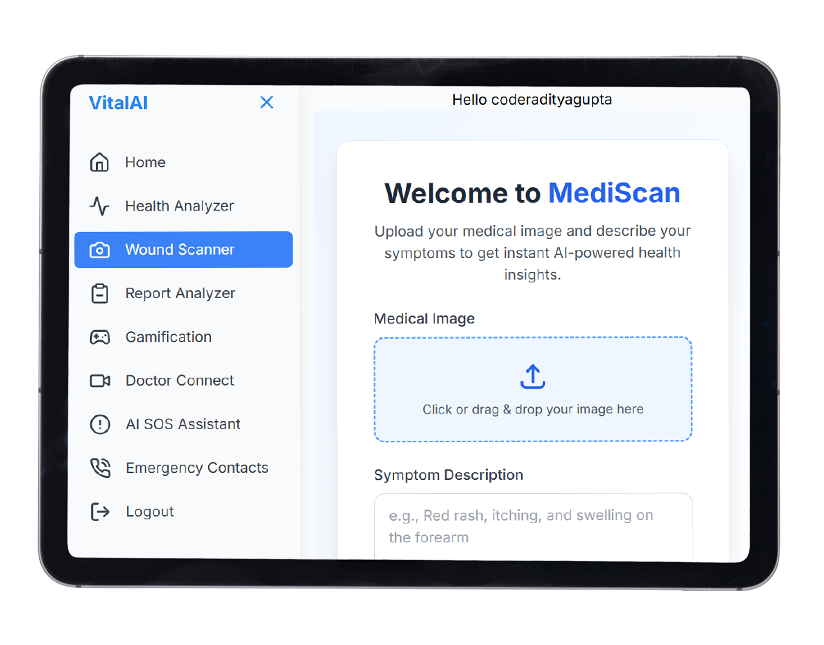 VitalAI
Home
Health Analyzer
Wound Scanner
Report Analyzer
Gamification
Doctor Connect
AI SOS Assistant
Emergency Contacts
Logout
Hello coderadityagupta
Welcome to MediScan
Upload your medical image and describe your
symptoms to get instant AI-powered health
insights.
Medical Image
Click or drag & drop your image here
Symptom Description
e.g., Red rash, itching, and swelling on
the forearm